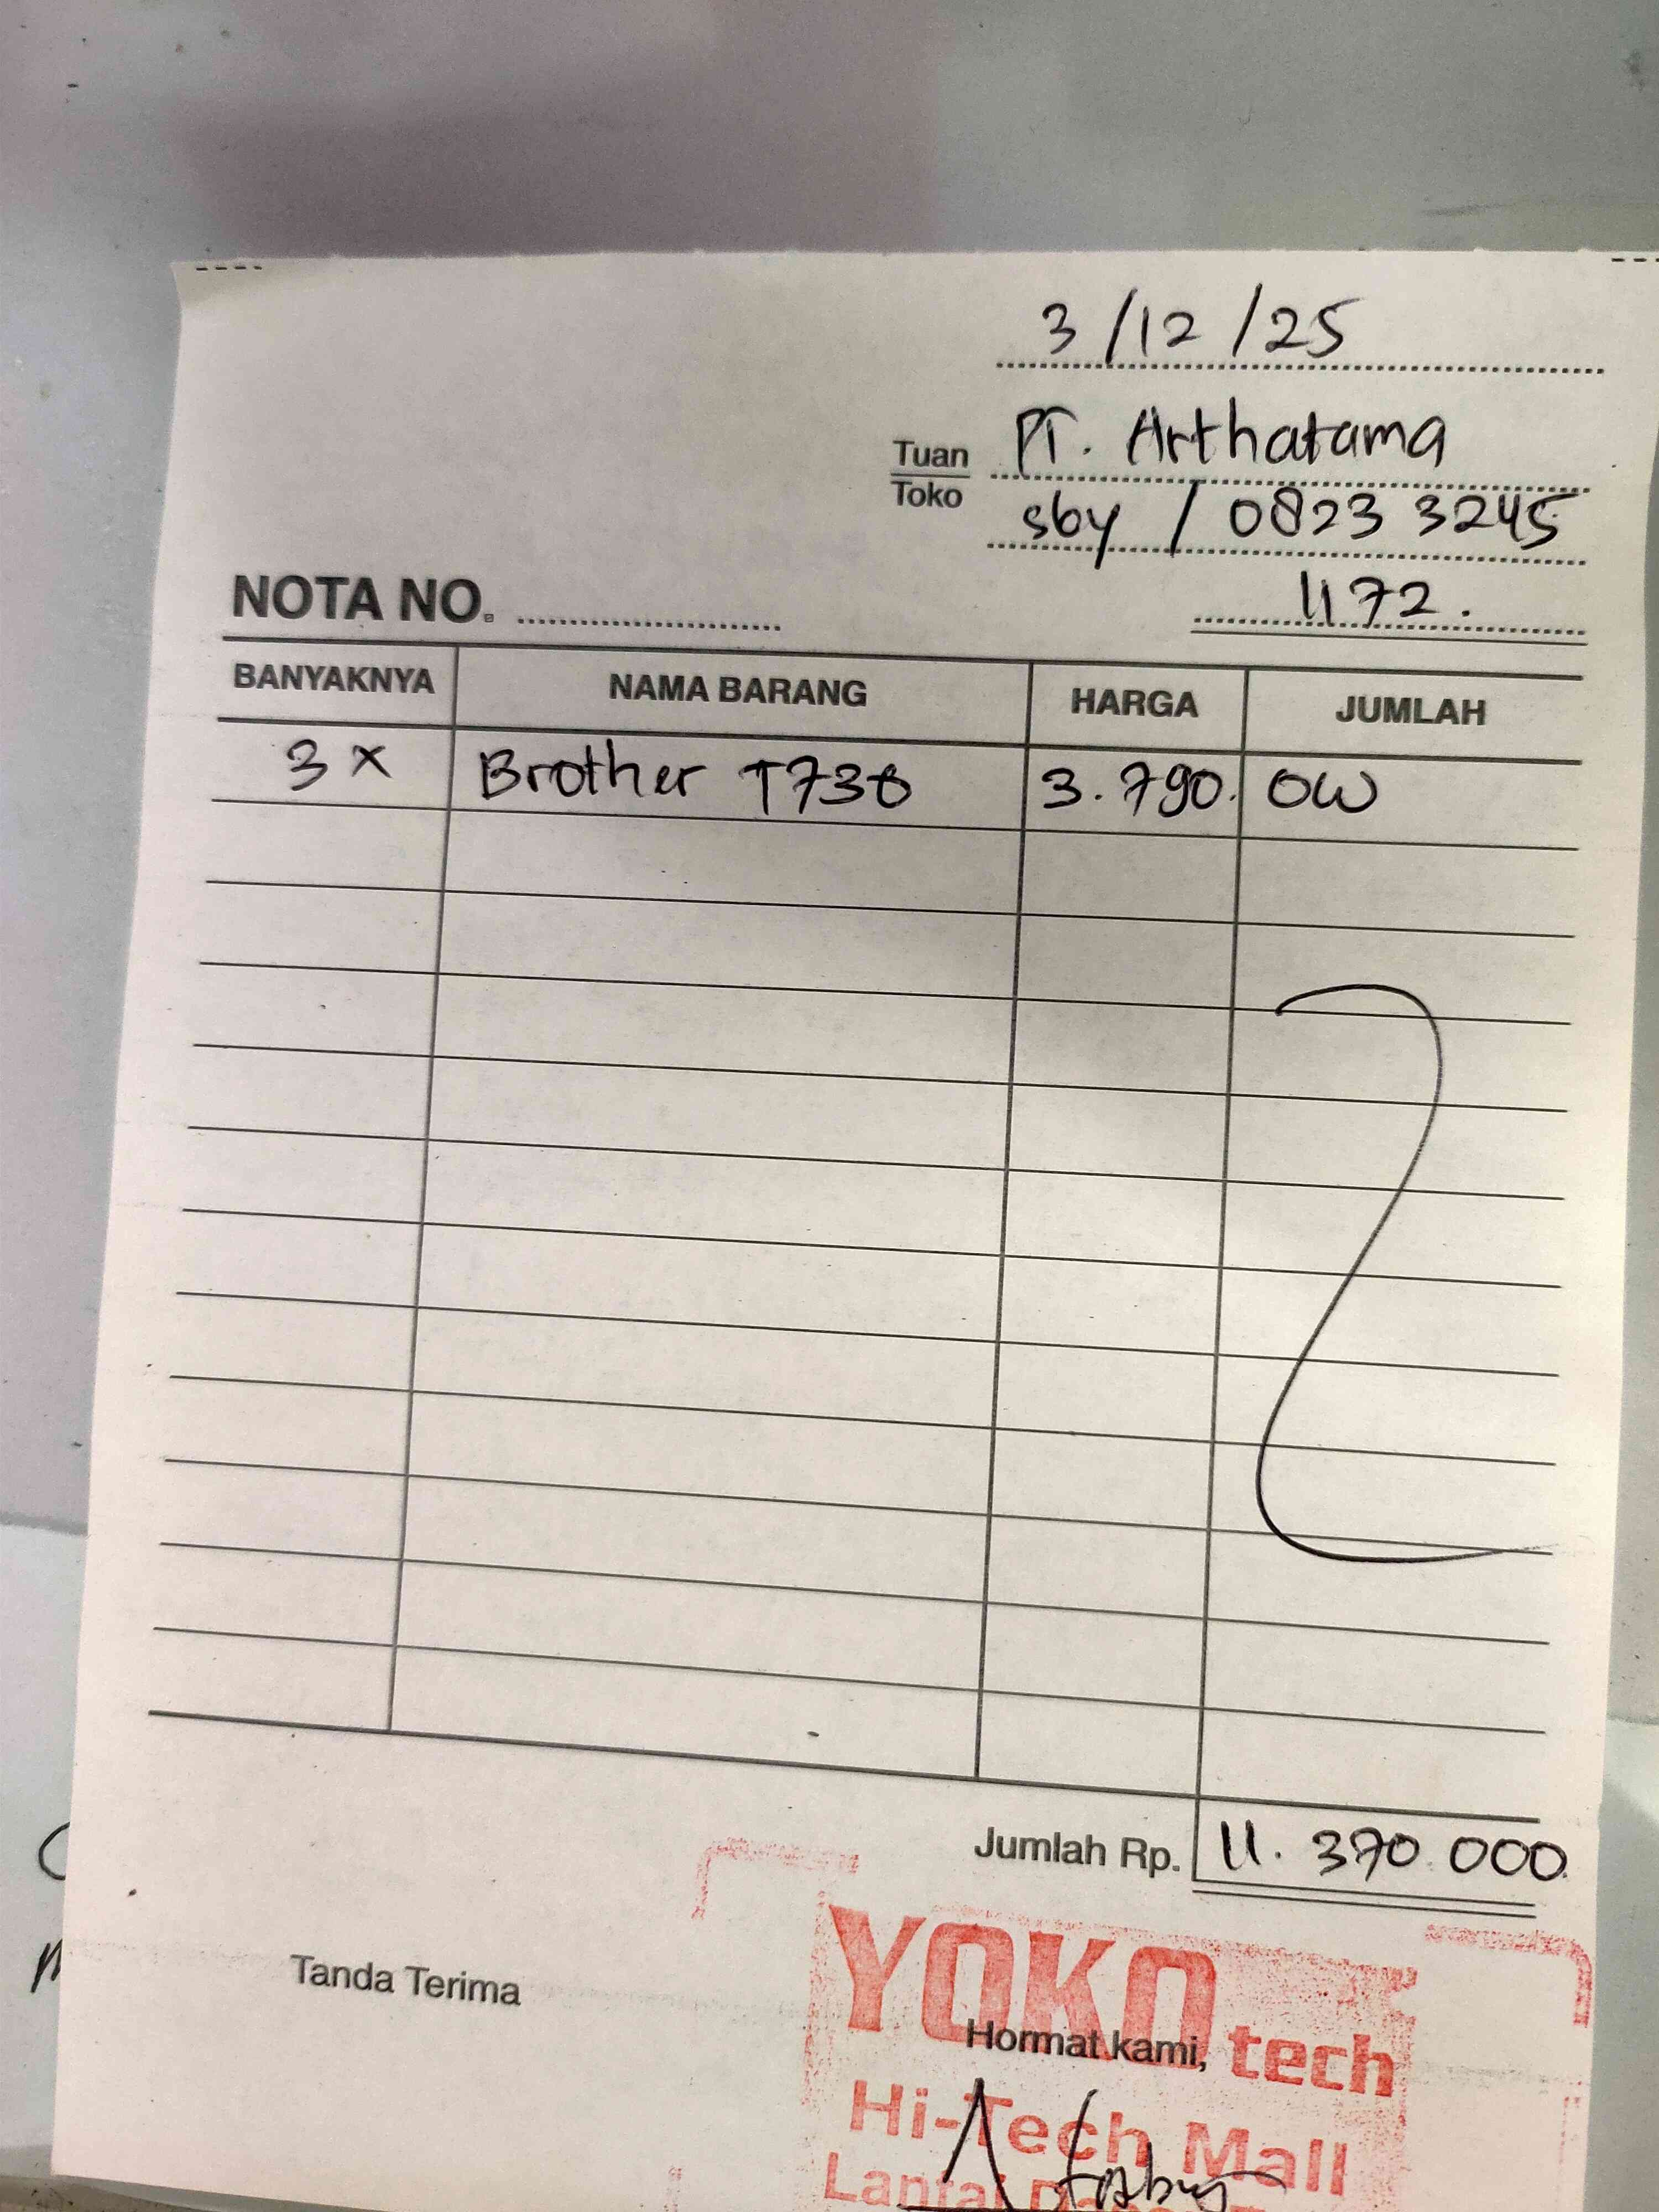 3/12/25
Tuan
Toko
PT. Arthatama
sby / 0823 3245
1172.
NOTA NO.
BANYAKNYA NAMA BARANG HARGA JUMLAH
3 x Brother T730 3.790. 000
Jumlah Rp. 11.370.000
Tanda Terima
YOKO tech
Hormat kami,
Hi-Tech Mall
Lantai